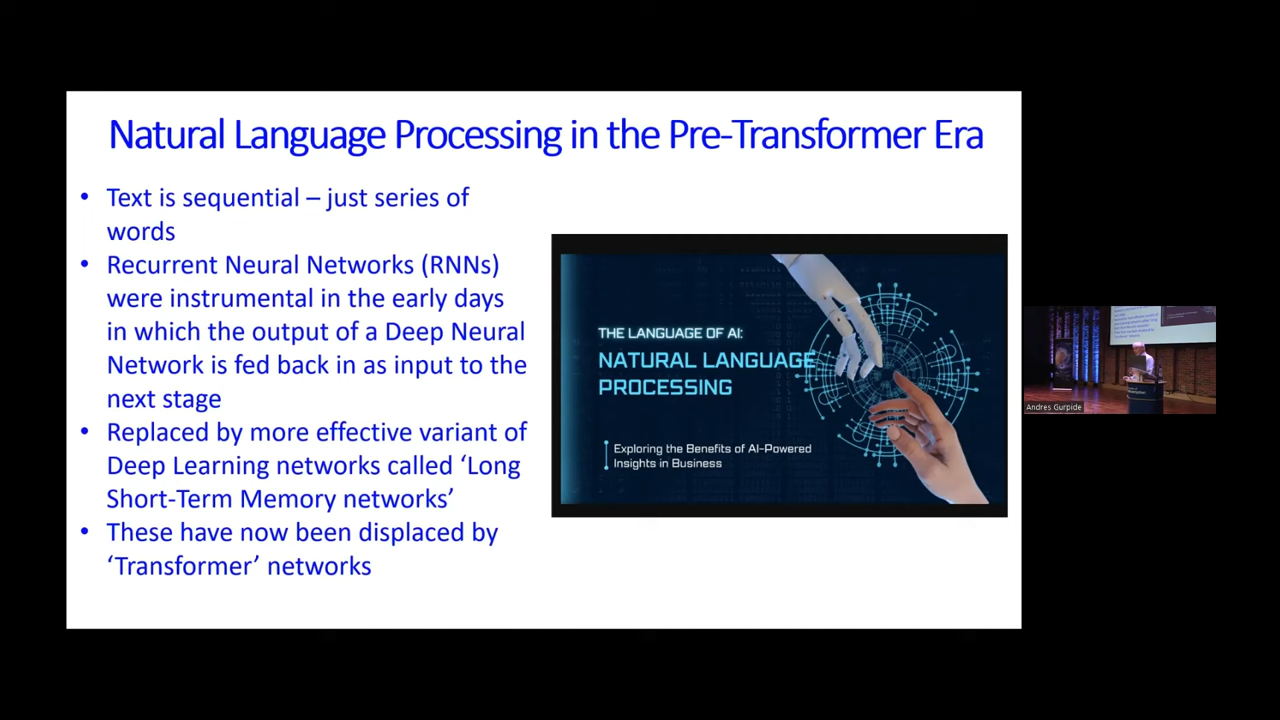 Natural Language Processing in the Pre-Transformer Era
• Text is sequential – just series of
words
• Recurrent Neural Networks (RNNs)
were instrumental in the early days
in which the output of a Deep Neural
Network is fed back in as input to the
next stage
• Replaced by more effective variant of
Deep Learning networks called ‘Long
Short-Term Memory networks’
• These have now been displaced by
‘Transformer’ networks
THE LANGUAGE OF AI:
NATURAL LANGUAGE
PROCESSING
Exploring the Benefits of AI-Powered
Insights in Business
Andres Gurpide